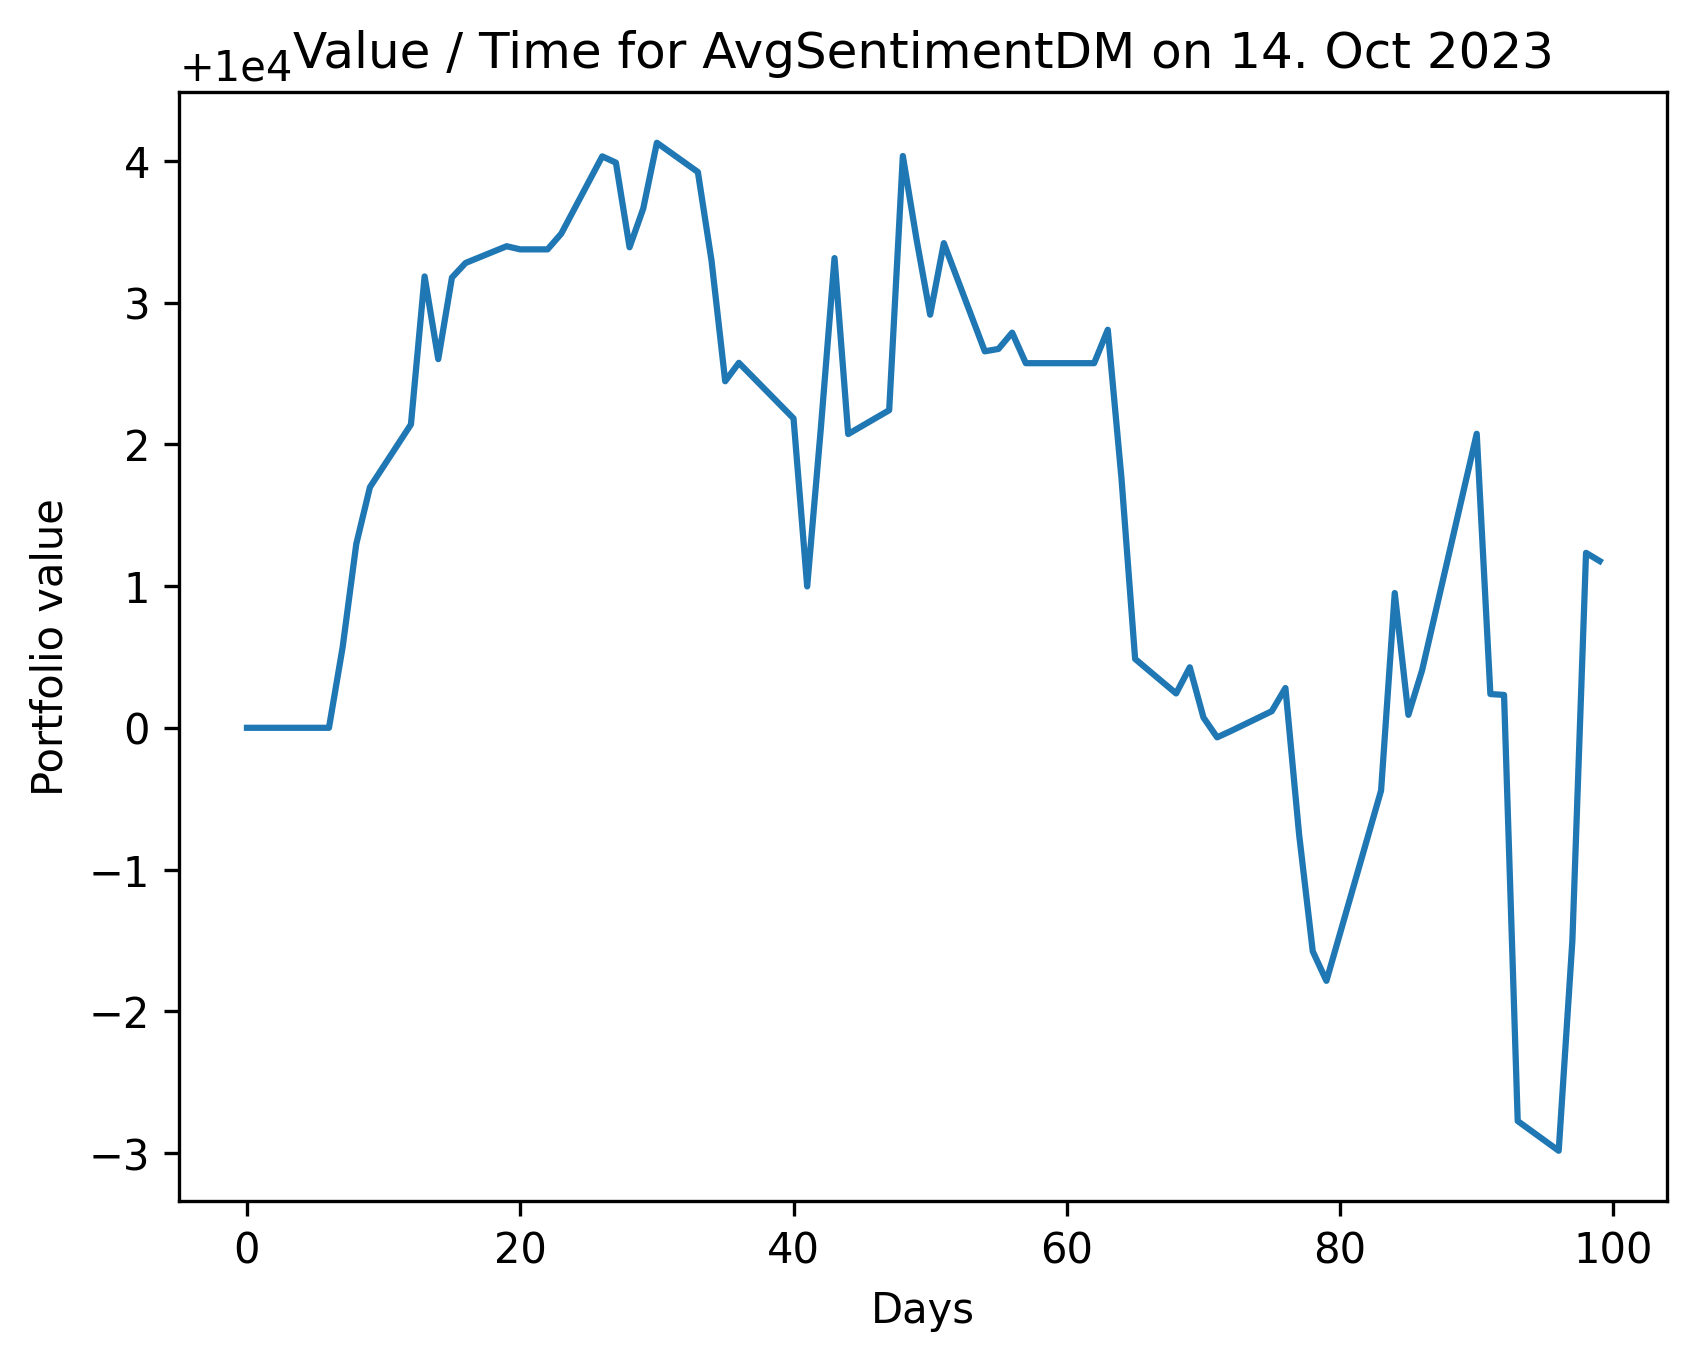 Value / Time for AvgSentimentDM on 14. Oct 2023
+1e4
4
3
2
1
0
−1
−2
−3
Portfolio value
0 20 40 60 80 100
Days